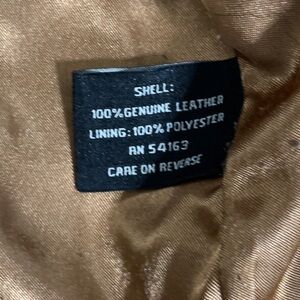 SHELL:
100% GENUINE LEATHER
LINING: 100% POLYESTER
RN 54163
CARE ON REVERSE